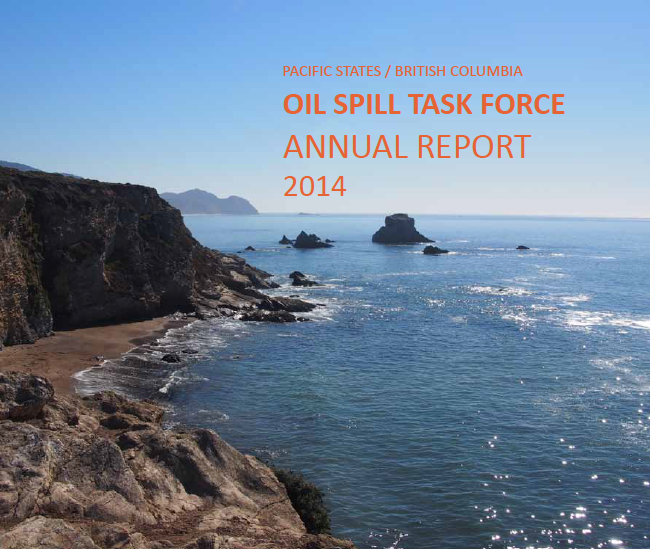 PACIFIC STATES / BRITISH COLUMBIA
OIL SPILL TASK FORCE
ANNUAL REPORT
2014